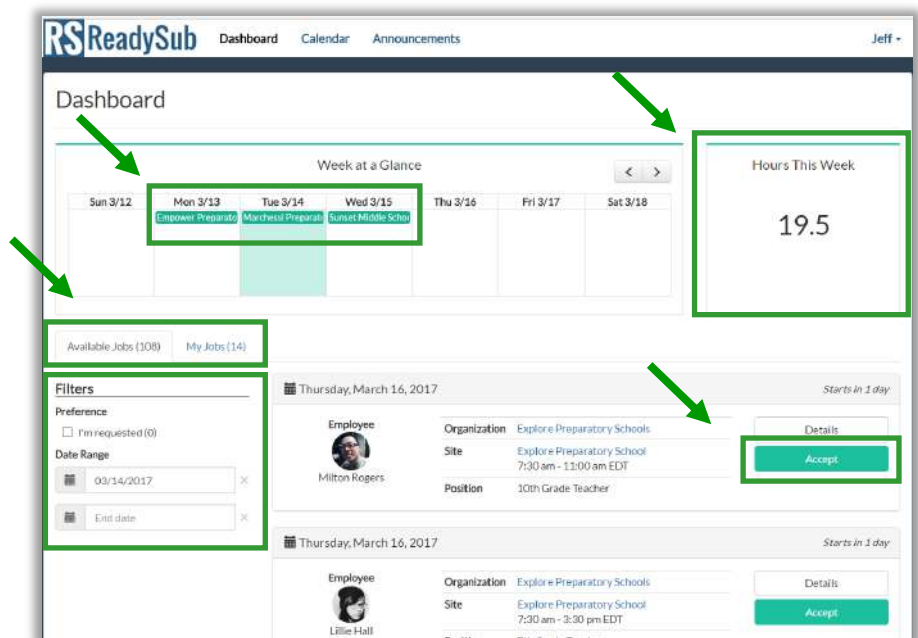 RS ReadySub Dashboard Calendar Announcements Jeff
Dashboard
Week at a Glance
< >
Sun 3/12 Mon 3/13 Tue 3/14 Wed 3/15 Thu 3/16 Fri 3/17 Sat 3/18
Empower Preparato Marchessi Preparati Sunset Middle Schoo
Hours This Week
19.5
Available Jobs (108) My Jobs (14)
Filters
Preference
I'm requested (0)
Date Range
03/14/2017 ×
End date ×
Thursday, March 16, 2017 Starts in 1 day
Employee
Milton Rogers
Organization Explore Preparatory Schools
Site Explore Preparatory School
7:30 am - 11:00 am EDT
Position 10th Grade Teacher
Details
Accept
Thursday, March 16, 2017 Starts in 1 day
Employee
Lillie Hall
Organization Explore Preparatory Schools
Site Explore Preparatory School
7:30 am - 3:30 pm EDT
Details
Accept